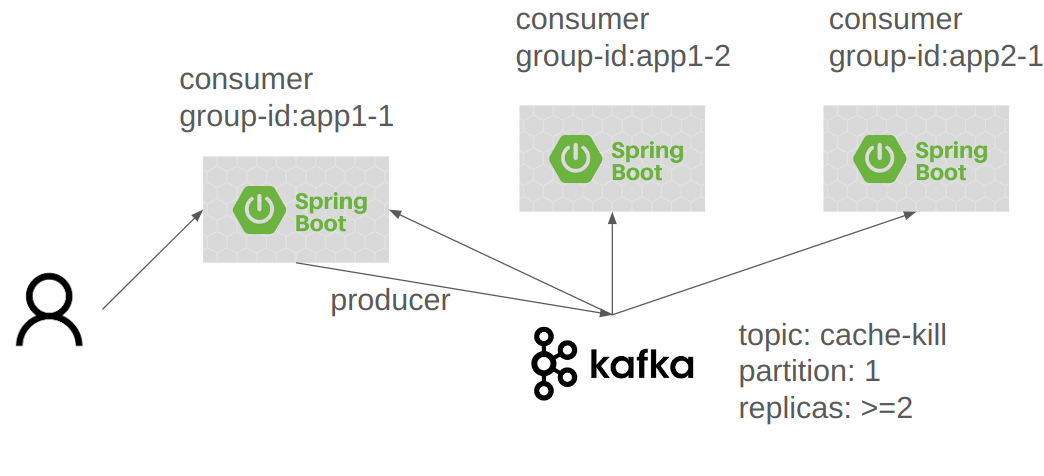 consumer
group-id:app1-1
consumer
group-id:app1-2
consumer
group-id:app2-1
Spring
Boot
Spring
Boot
Spring
Boot
producer
kafka
topic: cache-kill
partition: 1
replicas: >=2